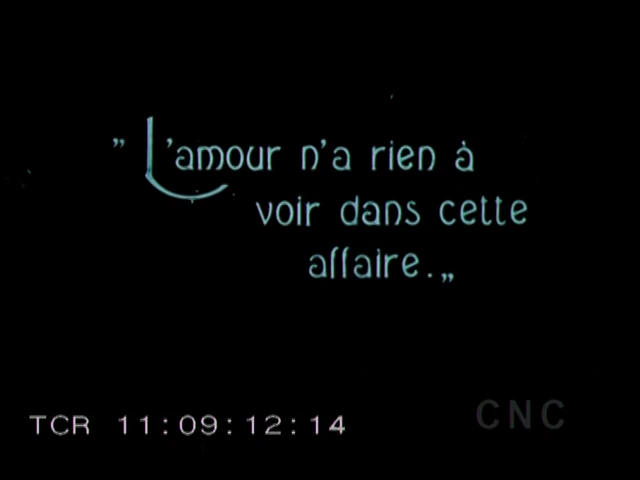 „ L'amour n'a rien à
voir dans cette
affaire.„
TCR 11:09:12:14
CNC